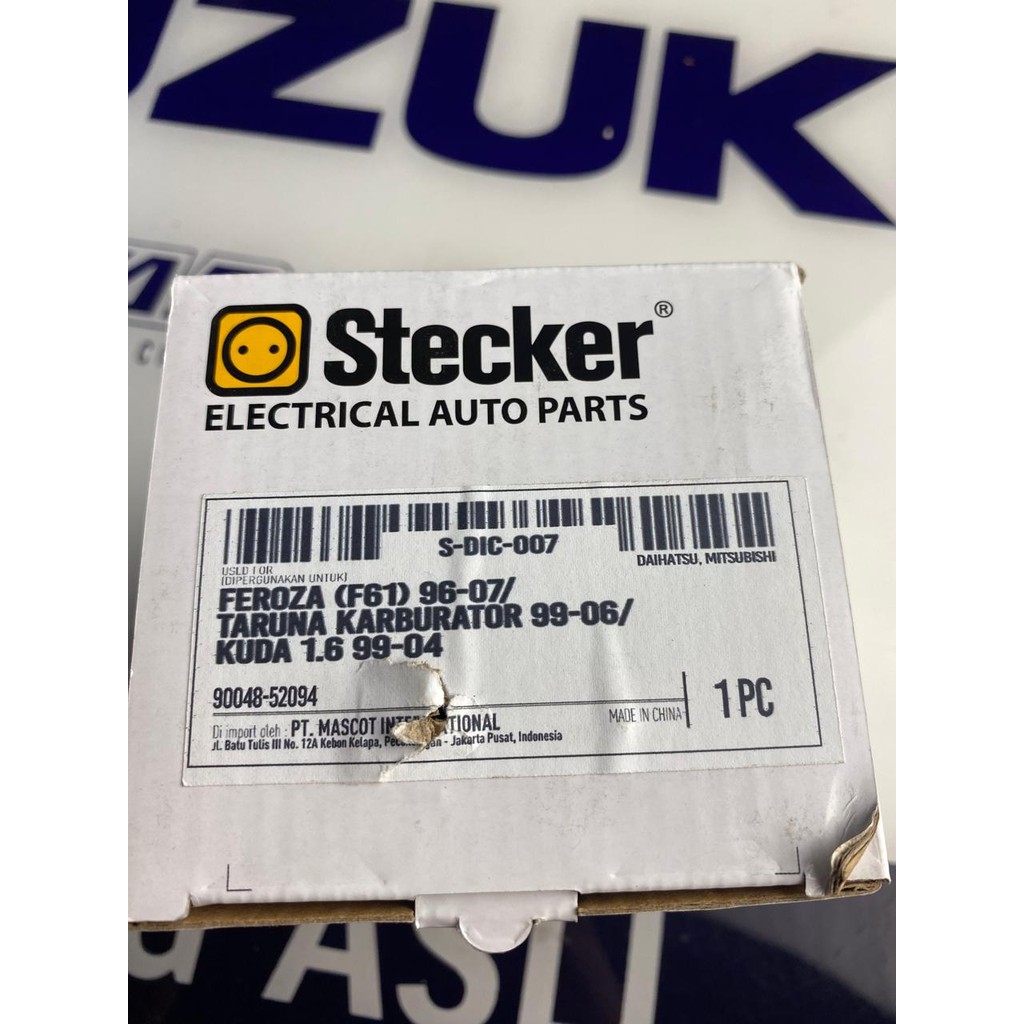 UZUK
Stecker®
ELECTRICAL AUTO PARTS
S-DIC-007
DAIHATSU, MITSUBISHI
USED FOR
(DIPERGUNAKAN UNTUK)
FEROZA (F61) 96-07/
TARUNA KARBURATOR 99-06/
KUDA 1.6 99-04
90048-52094
MADE IN CHINA
1 PC
Di import oleh : PT. MASCOT INTERNATIONAL
Jl. Batu Tulis III No. 12A Kebon Kelapa, - Jakarta Pusat, Indonesia
ASLI